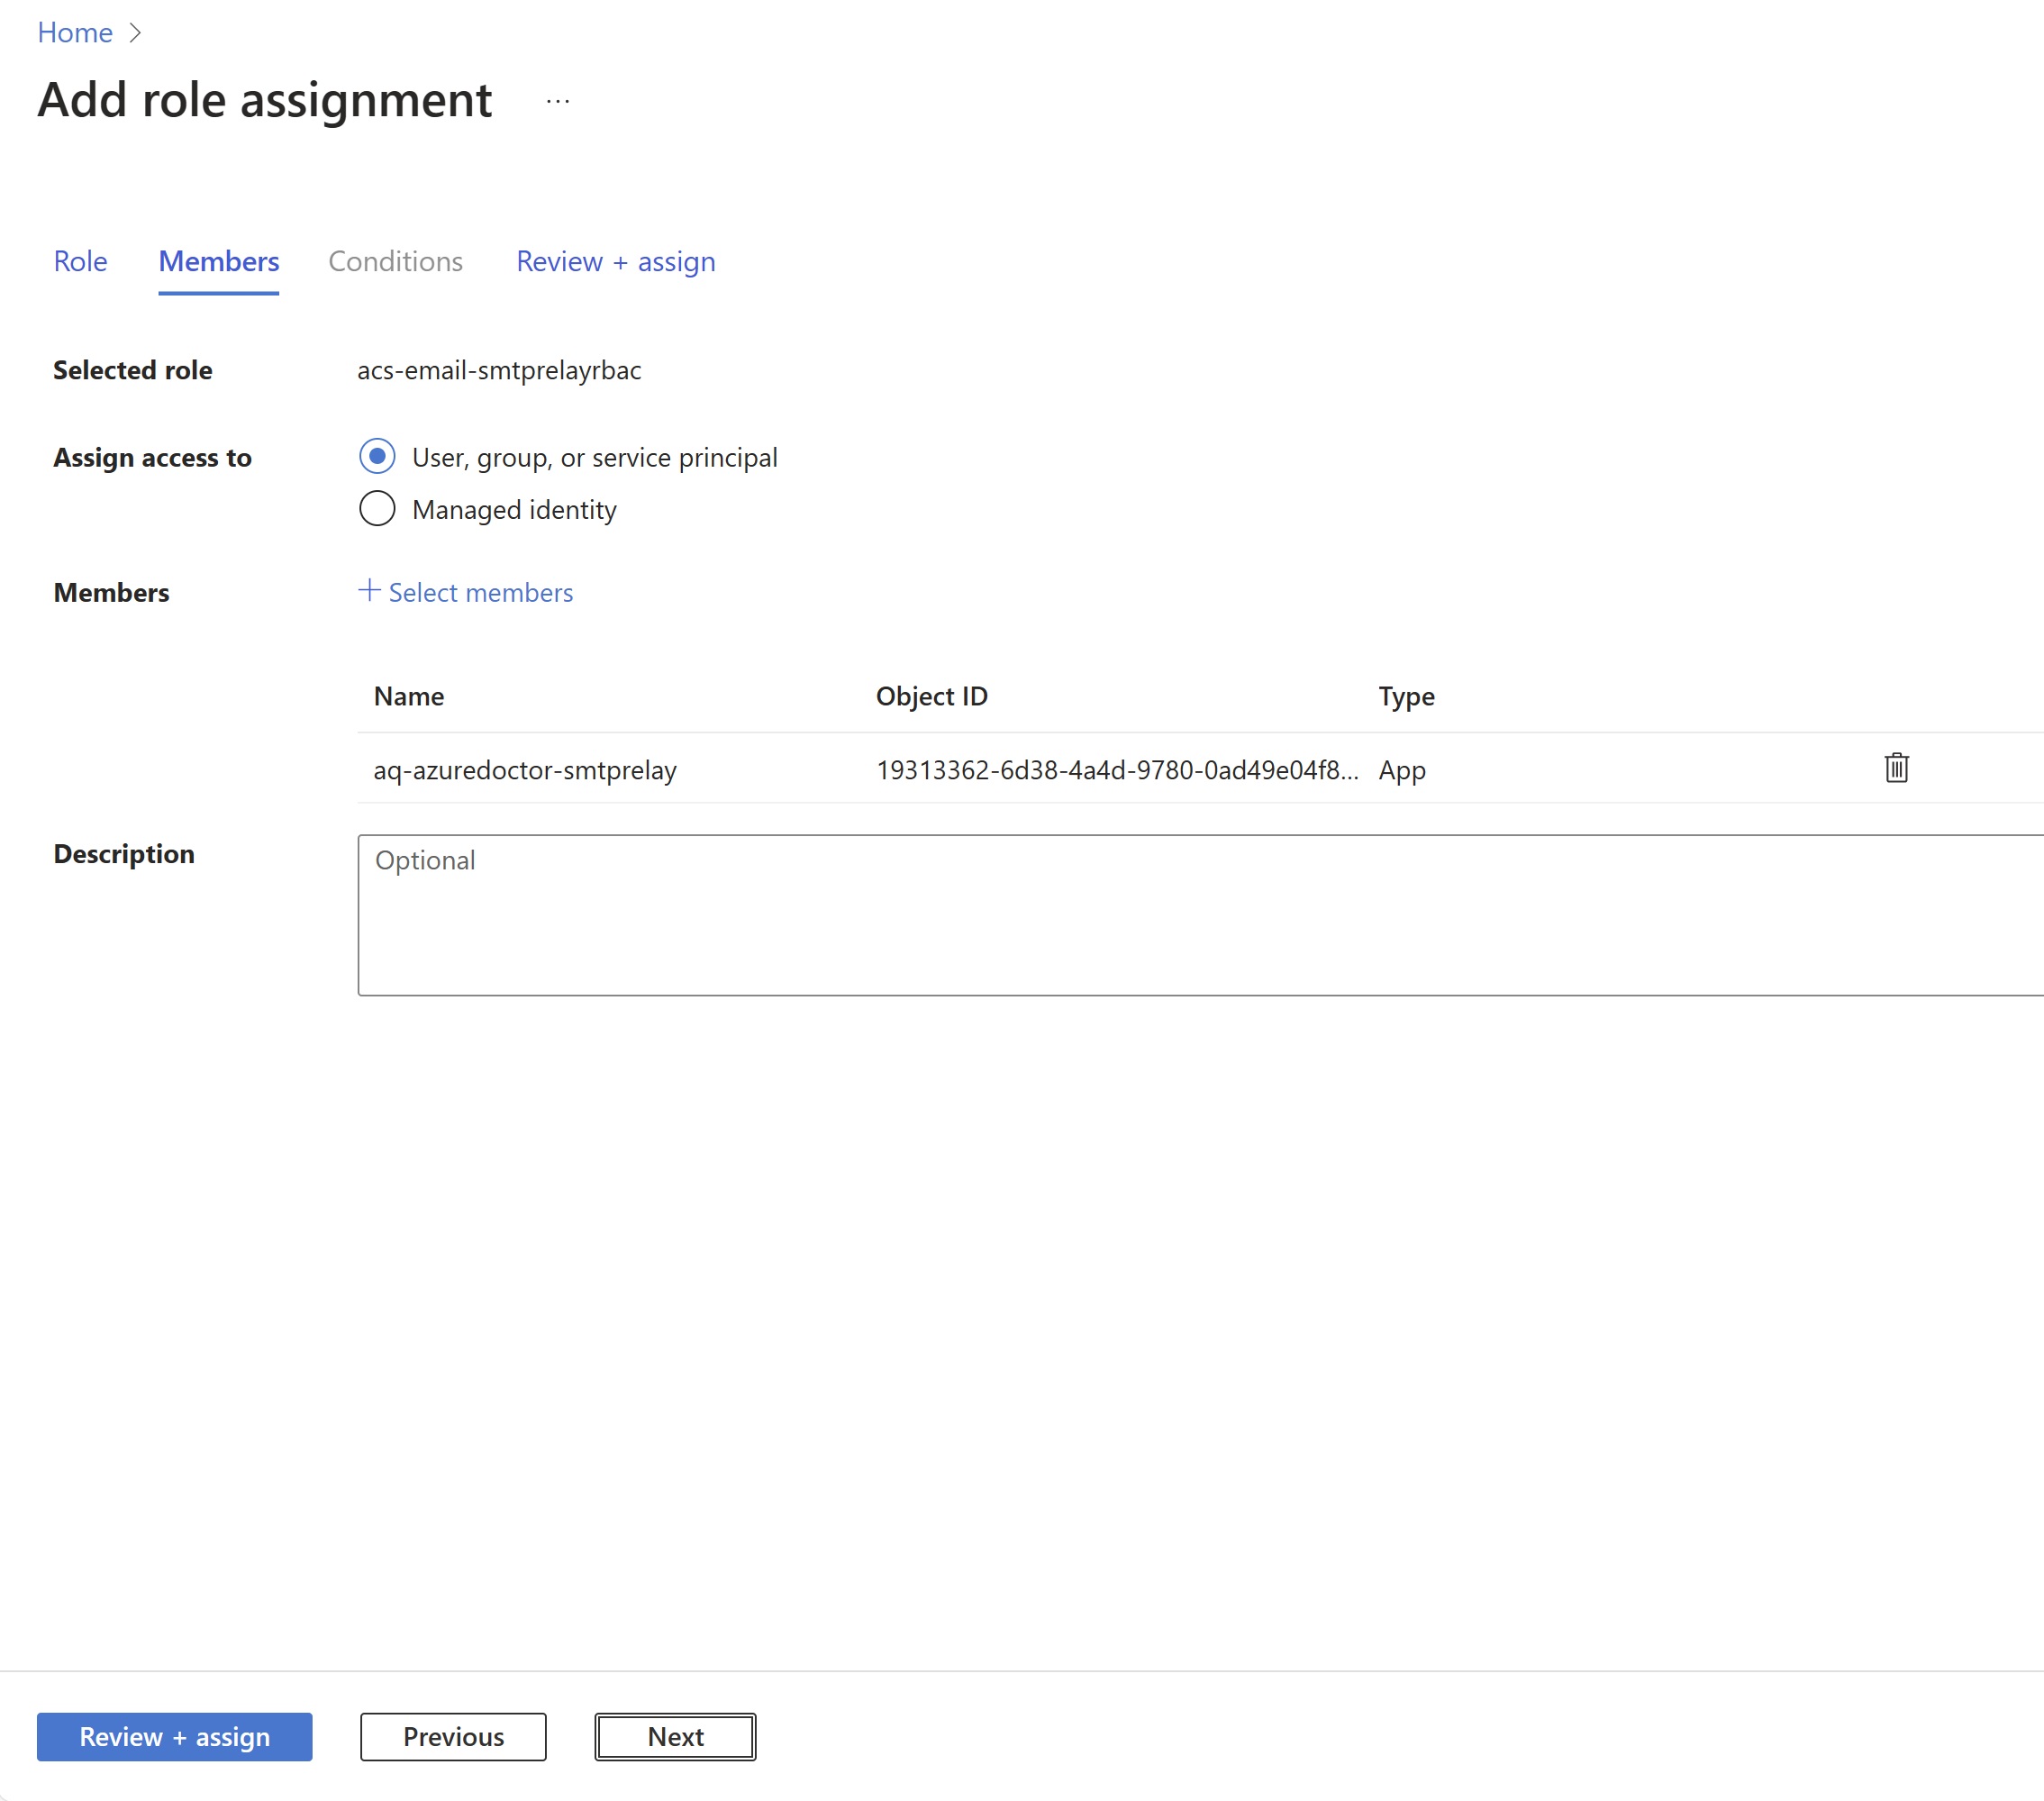 Home
Add role assignment ...
Role Members Conditions Review + assign
Selected role acs-email-smtprelayrbac
Assign access to User, group, or service principal
Managed identity
Members + Select members
Name Object ID Type
aq-azuredoctor-smtprelay 19313362-6d38-4a4d-9780-0ad49e04f8... App
Description Optional
Review + assign Previous Next